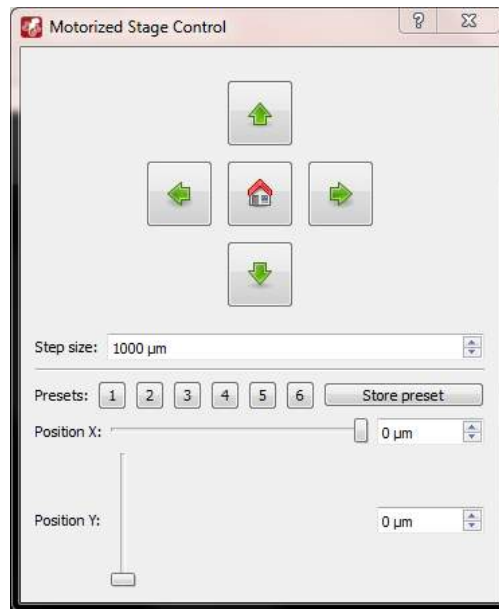 Motorized Stage Control
Step size: 1000 µm
Presets: 1 2 3 4 5 6 Store preset
Position X: 0 µm
Position Y: 0 µm